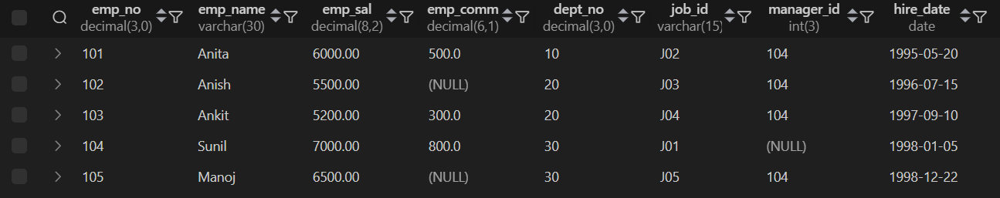 emp_no emp_name emp_sal emp_comm dept_no job_id manager_id hire_date
decimal(3,0) varchar(30) decimal(8,2) decimal(6,1) decimal(3,0) varchar(15) int(3) date
101 Anita 6000.00 500.0 10 J02 104 1995-05-20
102 Anish 5500.00 (NULL) 20 J03 104 1996-07-15
103 Ankit 5200.00 300.0 20 J04 104 1997-09-10
104 Sunil 7000.00 800.0 30 J01 (NULL) 1998-01-05
105 Manoj 6500.00 (NULL) 30 J05 104 1998-12-22